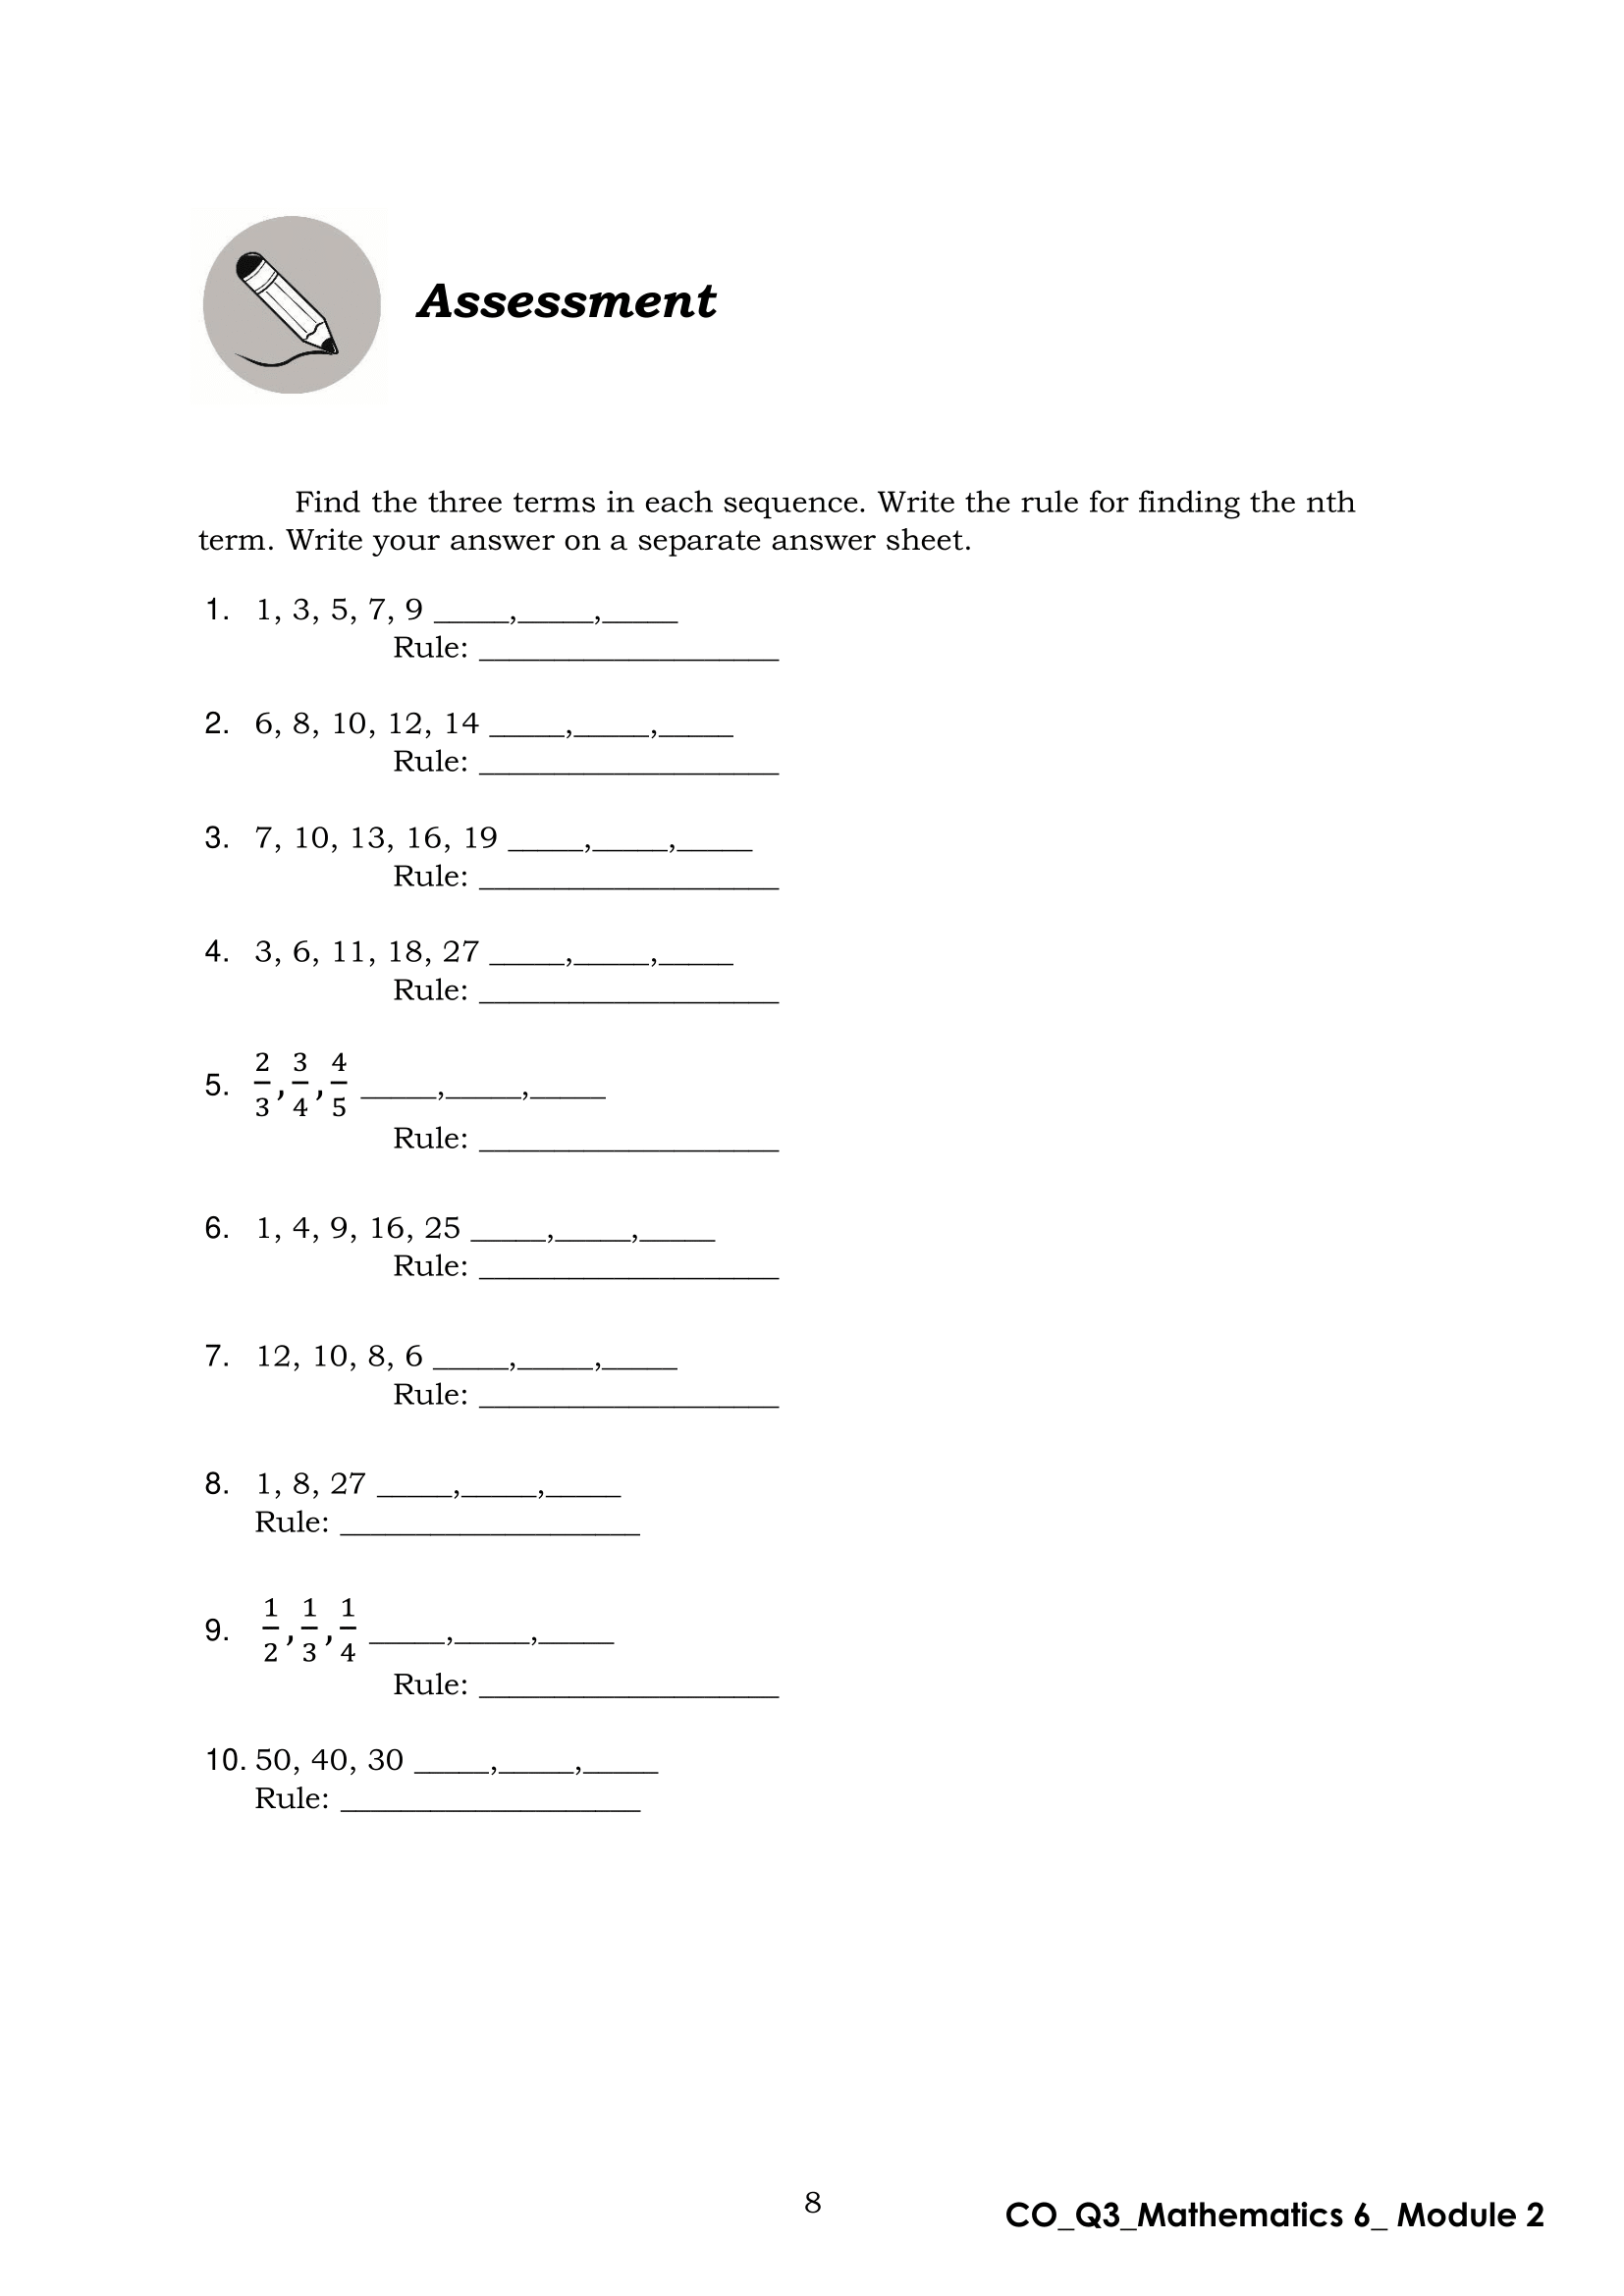 Assessment
Find the three terms in each sequence. Write the rule for finding the nth
term. Write your answer on a separate answer sheet.
1. 1, 3, 5, 7, 9 _____,_____,_____
Rule: ____________________
2. 6, 8, 10, 12, 14 _____,_____,_____
Rule: ____________________
3. 7, 10, 13, 16, 19 _____,_____,_____
Rule: ____________________
4. 3, 6, 11, 18, 27 _____,_____,_____
Rule: ____________________
5. 2/3, 3/4, 4/5 _____,_____,_____
Rule: ____________________
6. 1, 4, 9, 16, 25 _____,_____,_____
Rule: ____________________
7. 12, 10, 8, 6 _____,_____,_____
Rule: ____________________
8. 1, 8, 27 _____,_____,_____
Rule: ____________________
9. 1/2, 1/3, 1/4 _____,_____,_____
Rule: ____________________
10. 50, 40, 30 _____,_____,_____
Rule: ____________________
8
CO_Q3_Mathematics 6_ Module 2